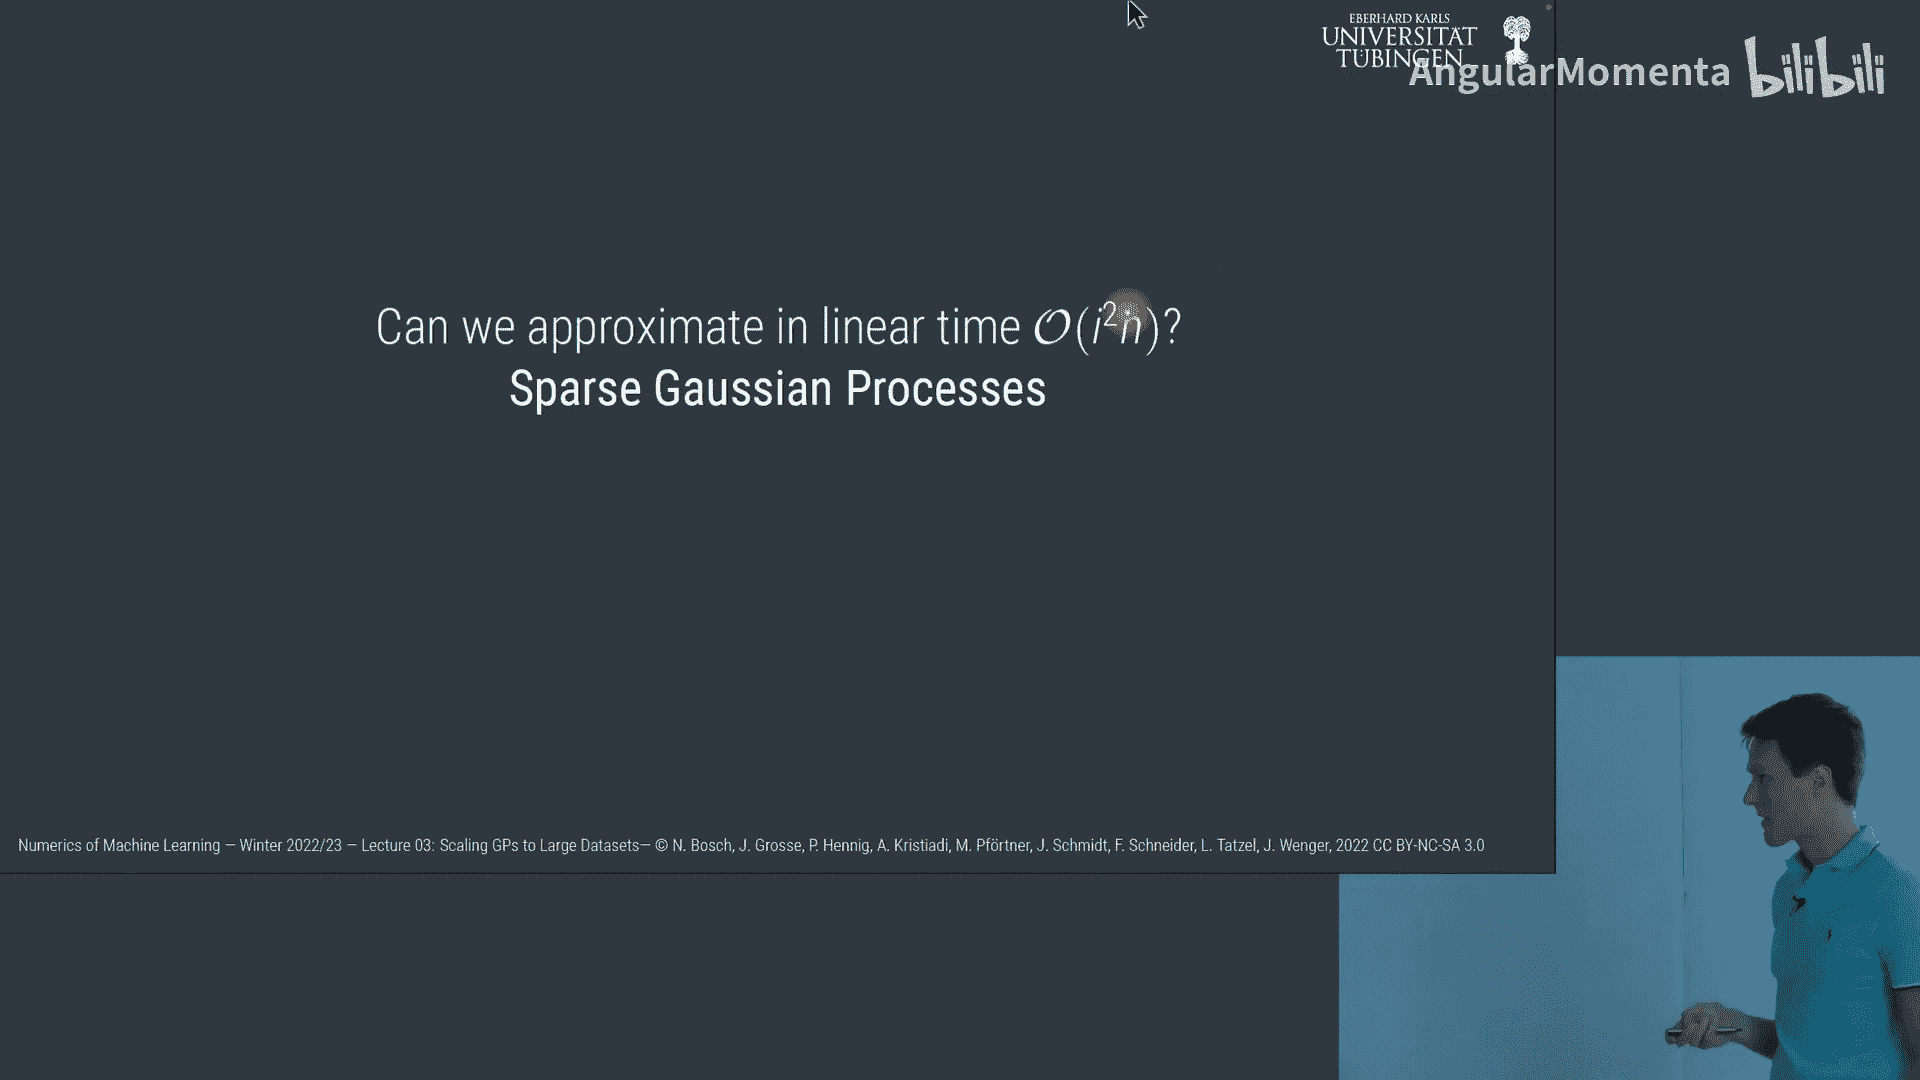 EBERHARD KARLS
UNIVERSITÄT
TÜBINGEN
AngularMomenta bilibili
Can we approximate in linear time 𝒪(i²n)?
Sparse Gaussian Processes
Numerics of Machine Learning — Winter 2022/23 — Lecture 03: Scaling GPs to Large Datasets— © N. Bosch, J. Grosse, P. Hennig, A. Kristiadi, M. Pförtner, J. Schmidt, F. Schneider, L. Tatzel, J. Wenger, 2022 CC BY-NC-SA 3.0